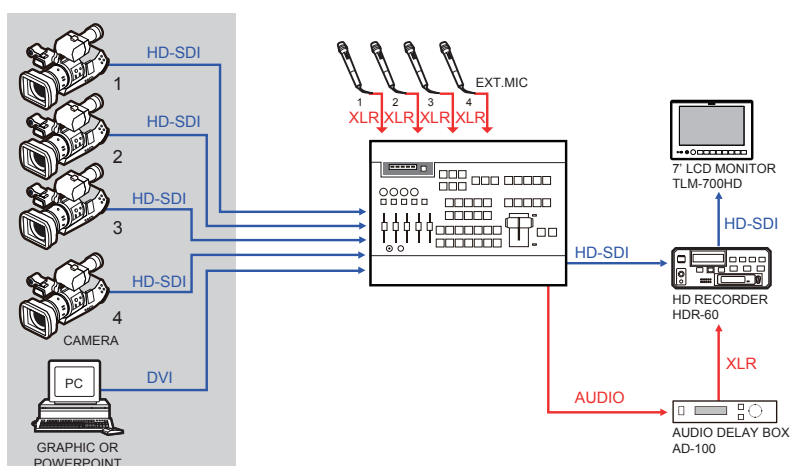 HD-SDI
1
HD-SDI
2
HD-SDI
3
HD-SDI
4
CAMERA
PC
DVI
GRAPHIC OR
POWERPOINT
EXT.MIC
1 2 3 4
XLR XLR XLR XLR
HD-SDI
AUDIO
7' LCD MONITOR
TLM-700HD
HD-SDI
HD RECORDER
HDR-60
XLR
AUDIO DELAY BOX
AD-100